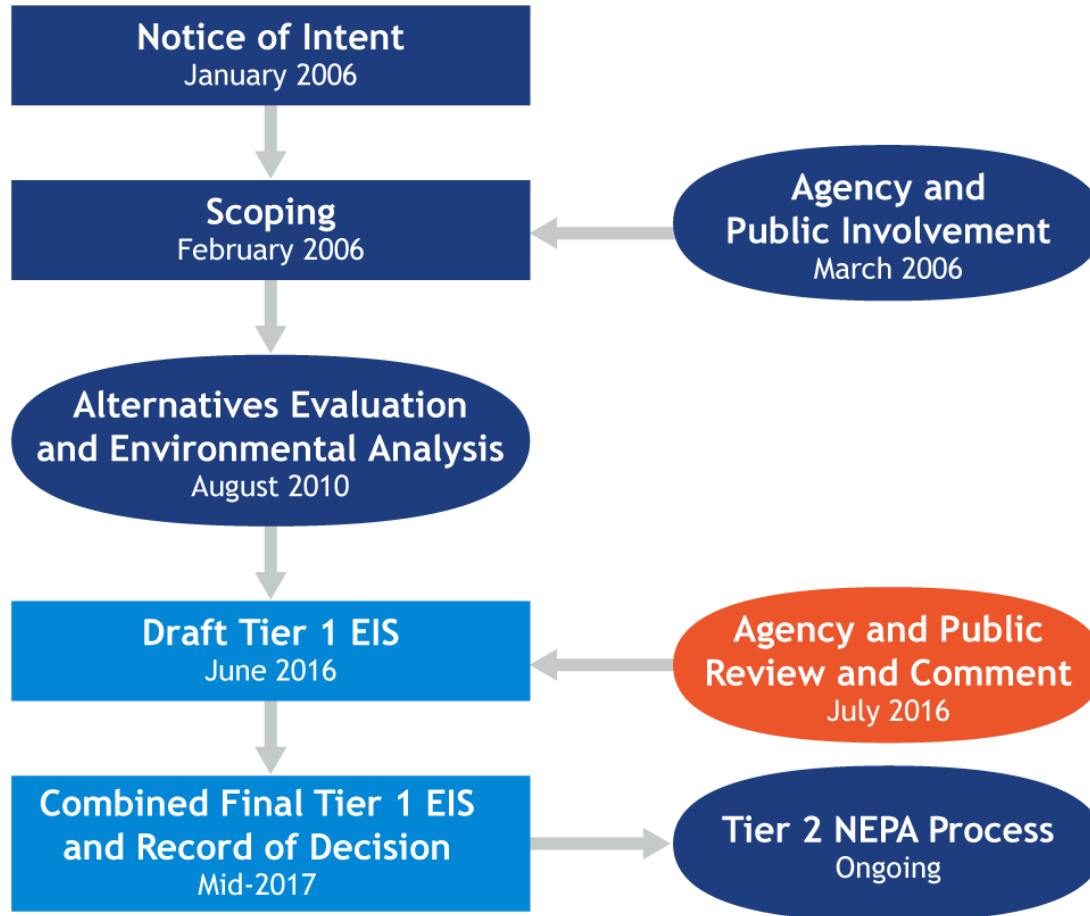 Notice of Intent
January 2006
Scoping
February 2006
Agency and
Public Involvement
March 2006
Alternatives Evaluation
and Environmental Analysis
August 2010
Draft Tier 1 EIS
June 2016
Agency and Public
Review and Comment
July 2016
Combined Final Tier 1 EIS
and Record of Decision
Mid-2017
Tier 2 NEPA Process
Ongoing